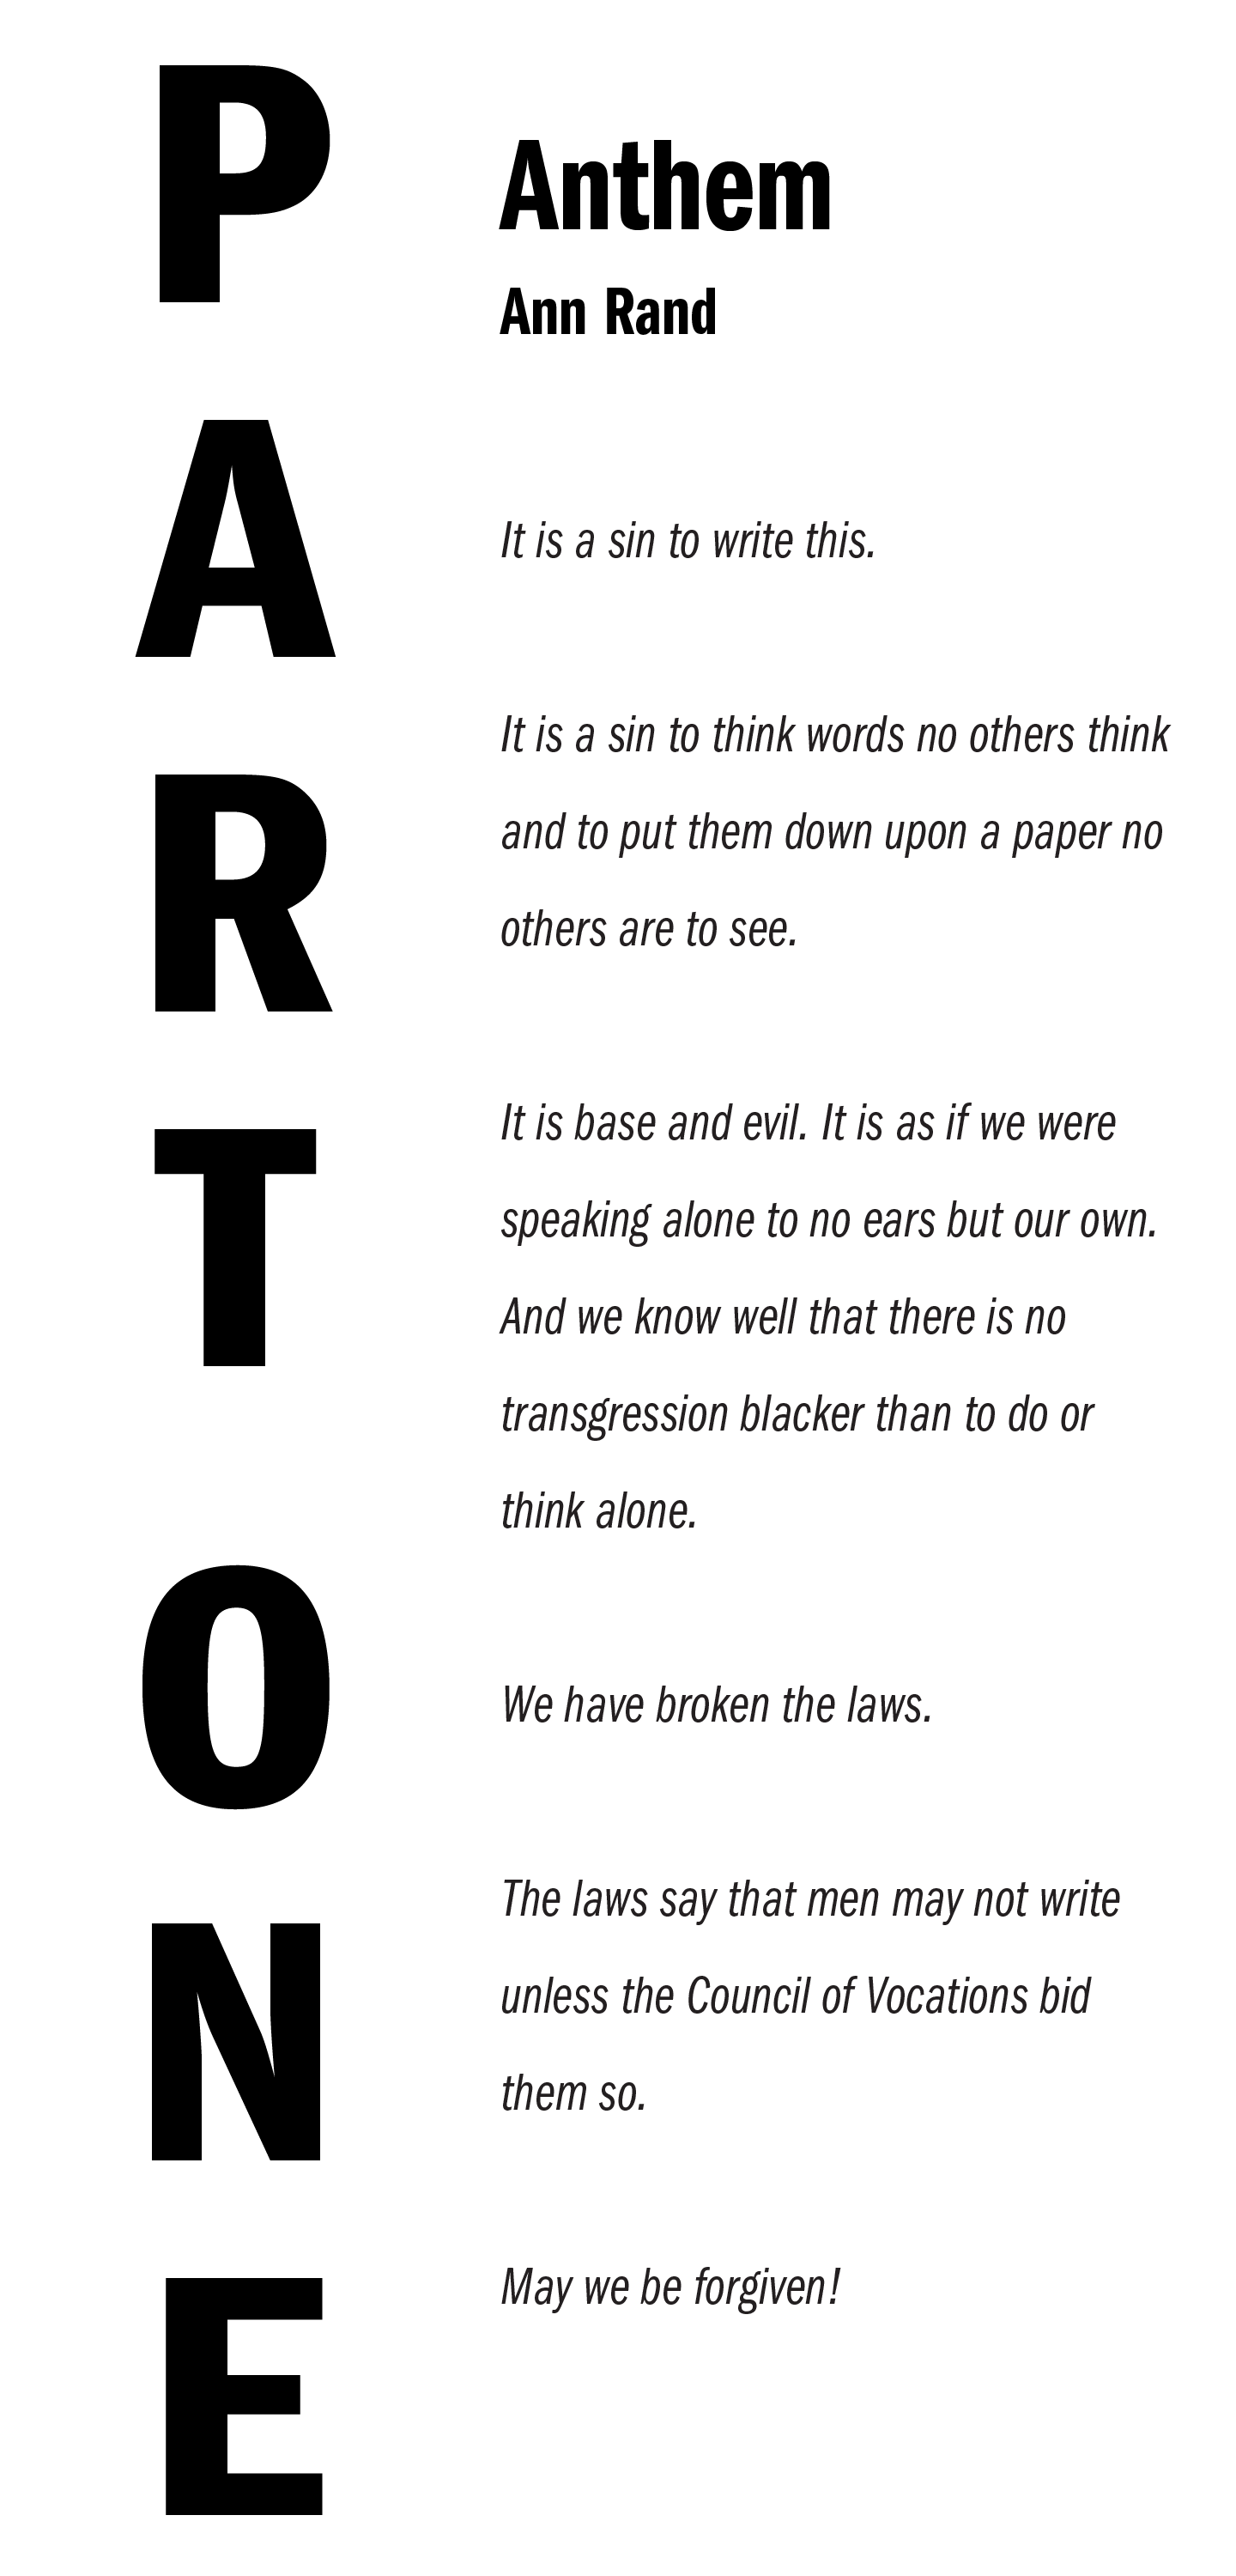 PART ONE
Anthem
Ann Rand
It is a sin to write this.
It is a sin to think words no others think
and to put them down upon a paper no
others are to see.
It is base and evil. It is as if we were
speaking alone to no ears but our own.
And we know well that there is no
transgression blacker than to do or
think alone.
We have broken the laws.
The laws say that men may not write
unless the Council of Vocations bid
them so.
May we be forgiven!